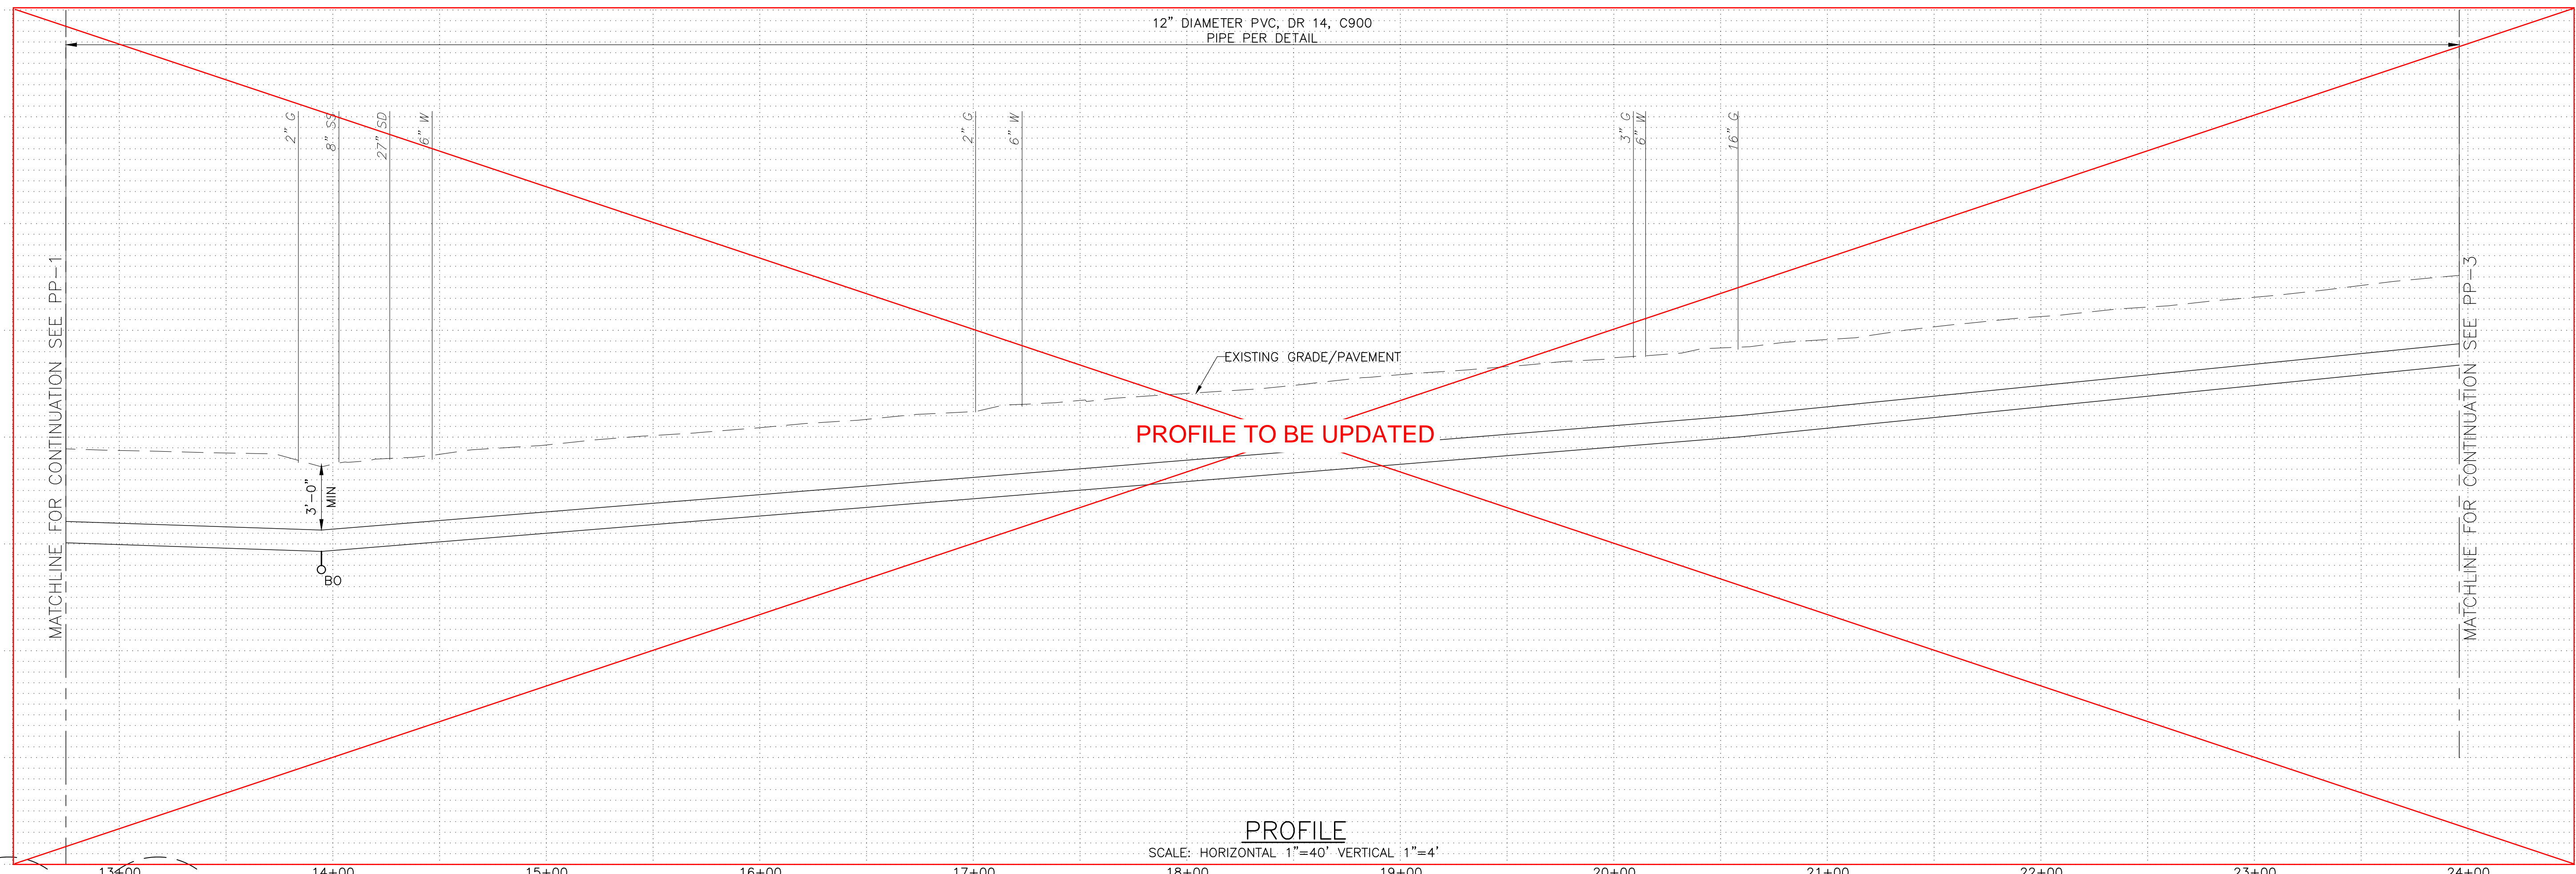 12" DIAMETER PVC, DR 14, C900
PIPE PER DETAIL
2" G
8" SS
27" SD
6" W
2" G
6" W
3" G
6" W
16" G
MATCHLINE FOR CONTINUATION SEE PP-1
MATCHLINE FOR CONTINUATION SEE PP-3
EXISTING GRADE/PAVEMENT
PROFILE TO BE UPDATED
3'-0"
MIN
BO
PROFILE
SCALE: HORIZONTAL 1"=40' VERTICAL 1"=4'
13+00 14+00 15+00 16+00 17+00 18+00 19+00 20+00 21+00 22+00 23+00 24+00